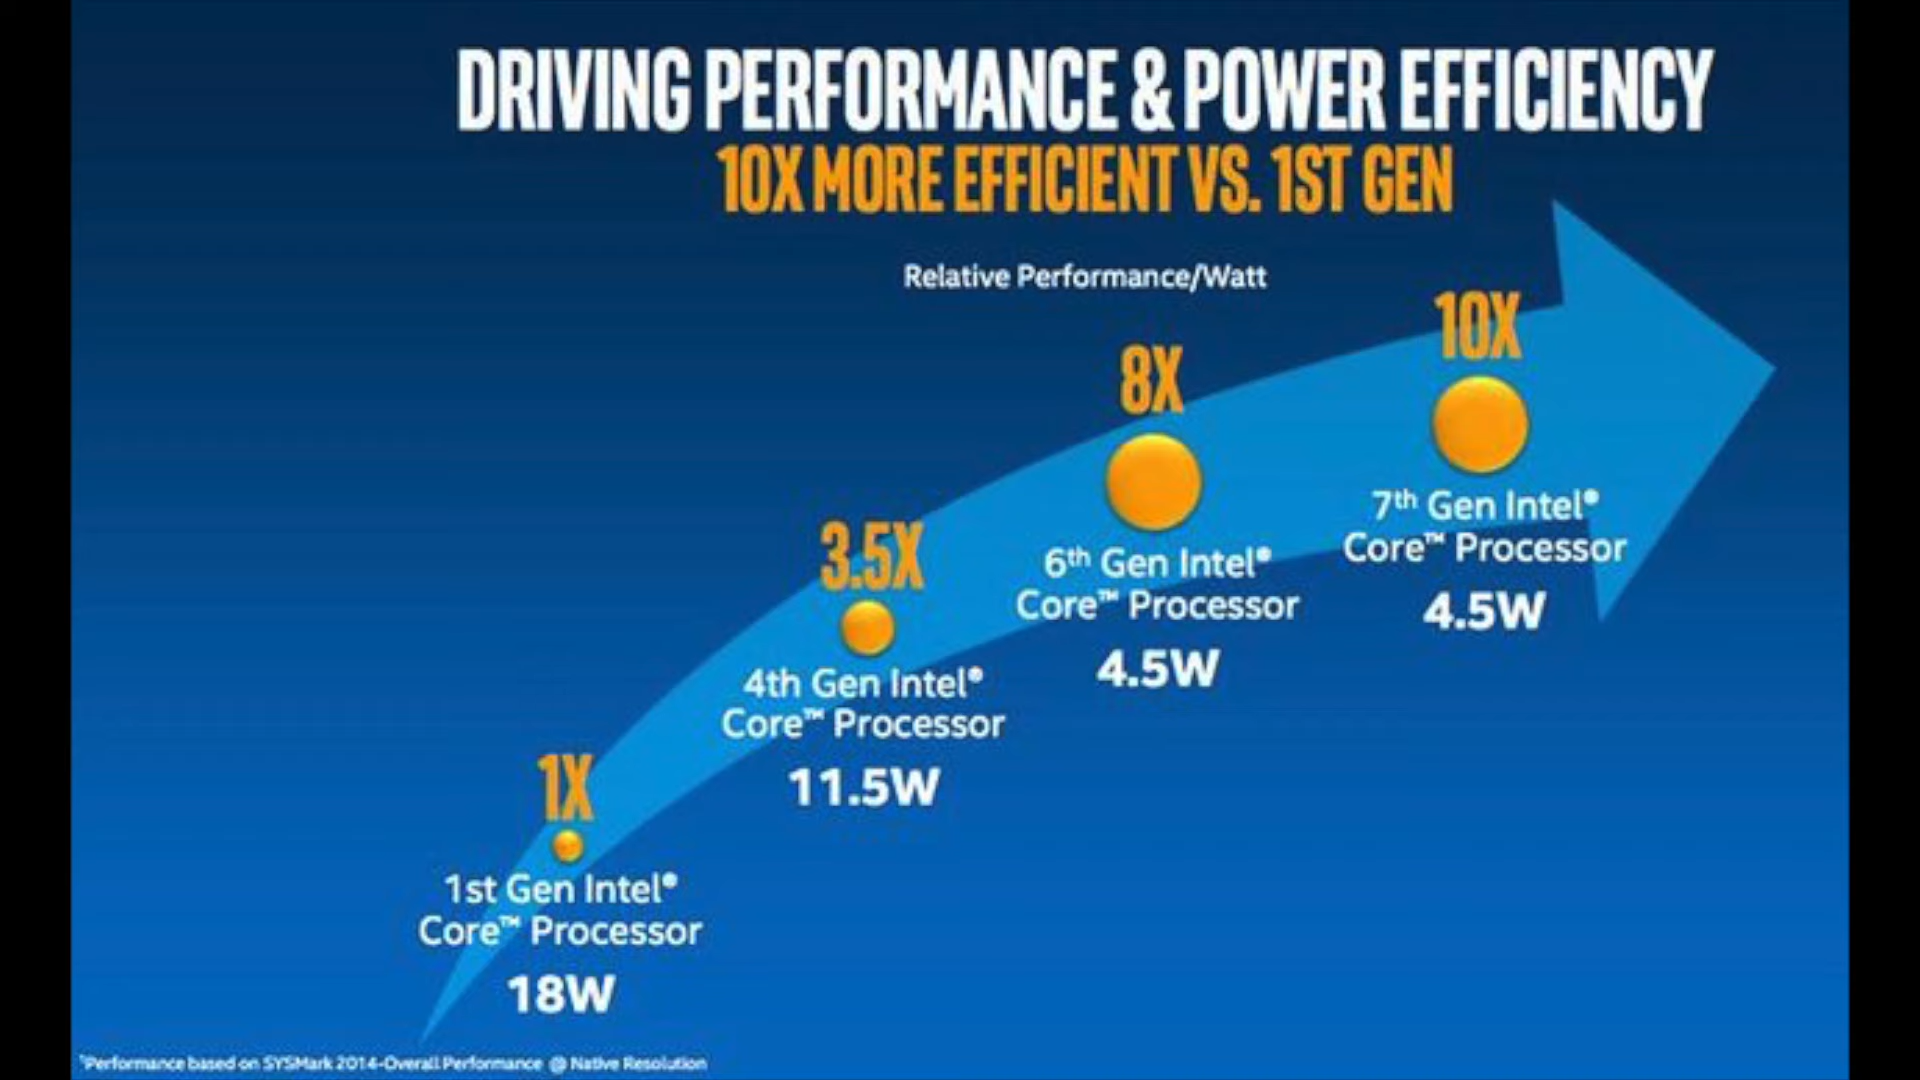 DRIVING PERFORMANCE & POWER EFFICIENCY
10X MORE EFFICIENT VS. 1ST GEN
Relative Performance/Watt
1X
1st Gen Intel®
Core™ Processor
18W
3.5X
4th Gen Intel®
Core™ Processor
11.5W
8X
6th Gen Intel®
Core™ Processor
4.5W
10X
7th Gen Intel®
Core™ Processor
4.5W
*Performance based on SYSMark 2014-Overall Performance @ Native Resolution